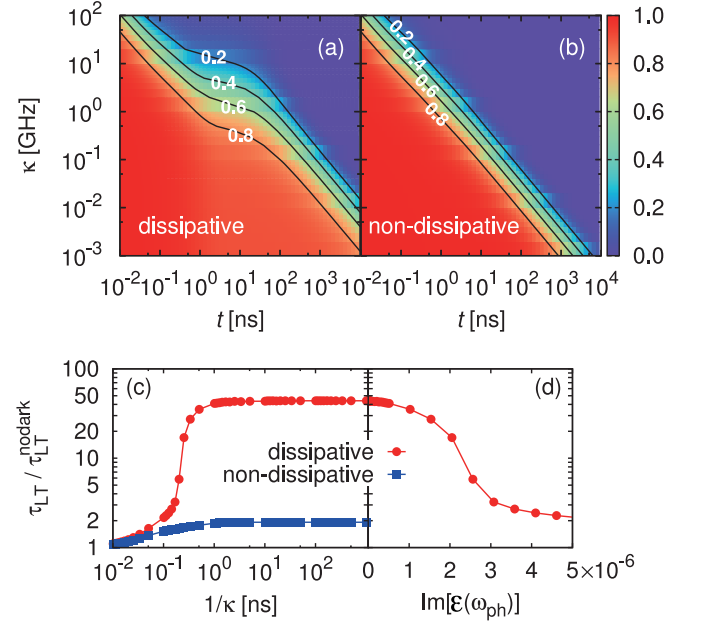 (a) (b)
0.2 0.4 0.6 0.8
0.2 0.4 0.6 0.8
dissipative non-dissipative
κ [GHz]
10^2
10^1
10^0
10^-1
10^-2
10^-3
10^-2 10^-1 10^0 10^1 10^2 10^3
10^-2 10^-1 10^0 10^1 10^2 10^3 10^4
t [ns] t [ns]
1.0
0.8
0.6
0.4
0.2
0.0
(c) (d)
τ_LT / τ_LT^nodark
100
50
20
10
5
2
1
dissipative
non-dissipative
10^-2 10^-1 10^0 10^1 10^2
0 1 2 3 4 5×10^-6
1/κ [ns] Im[ε(ω_ph)]